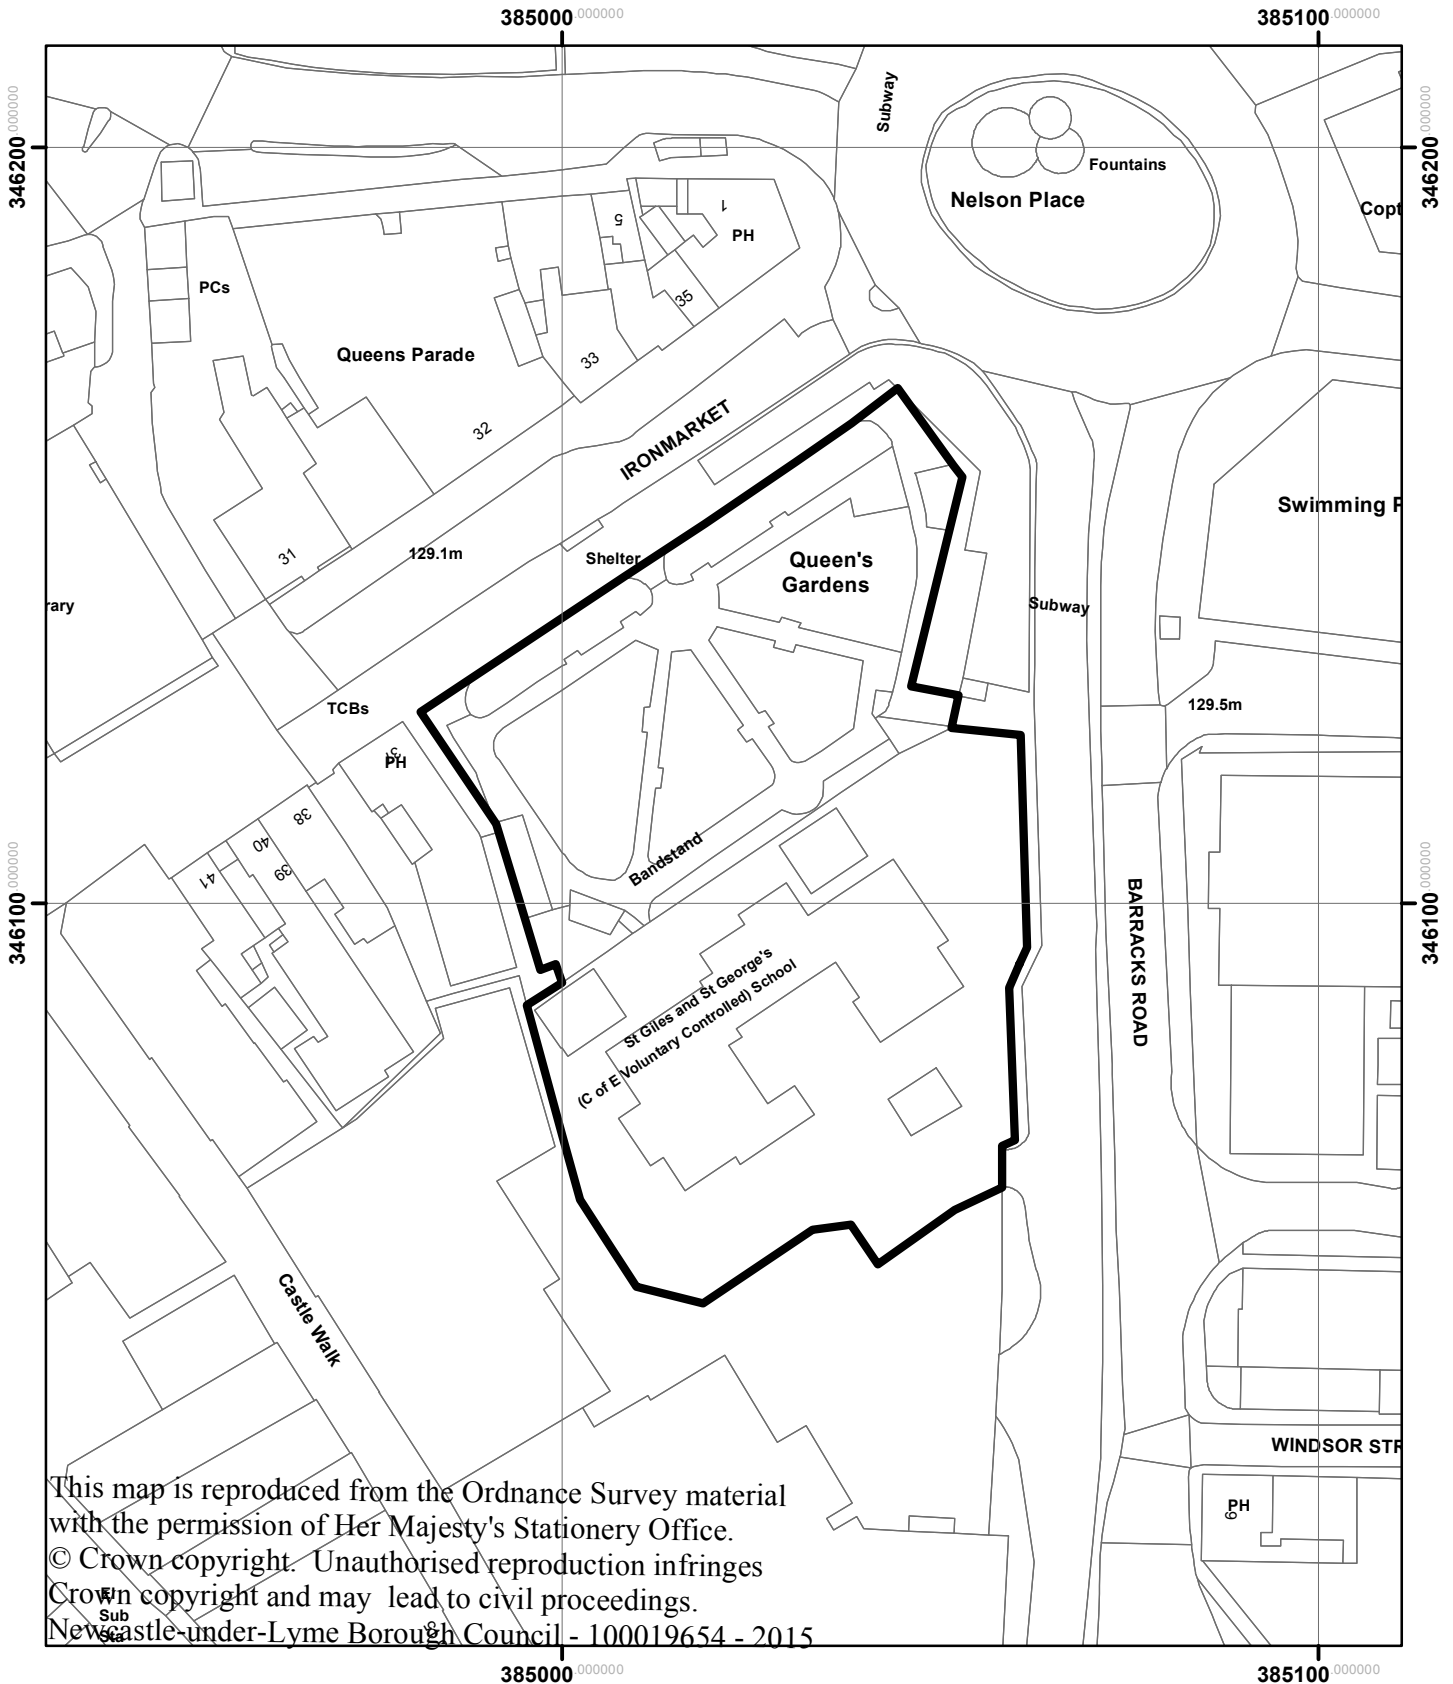 385000.000000
385100.000000
346200.000000
346200.000000
Subway
Fountains
Nelson Place
Copt
5
1
PH
PCs
35
Queens Parade
33
32
IRONMARKET
Swimming P
31
129.1m
Shelter
Queen's
Gardens
rary
Subway
TCBs
129.5m
37
PH
38
40
39
41
Bandstand
346100.000000
346100.000000
BARRACKS ROAD
St Giles and St George's
(C of E Voluntary Controlled) School
Castle Walk
WINDSOR STR
PH
69
This map is reproduced from the Ordnance Survey material
with the permission of Her Majesty's Stationery Office.
© Crown copyright. Unauthorised reproduction infringes
Crown copyright and may lead to civil proceedings.
Newcastle-under-Lyme Borough Council - 100019654 - 2015
El
Sub
Sta
385000.000000
385100.000000